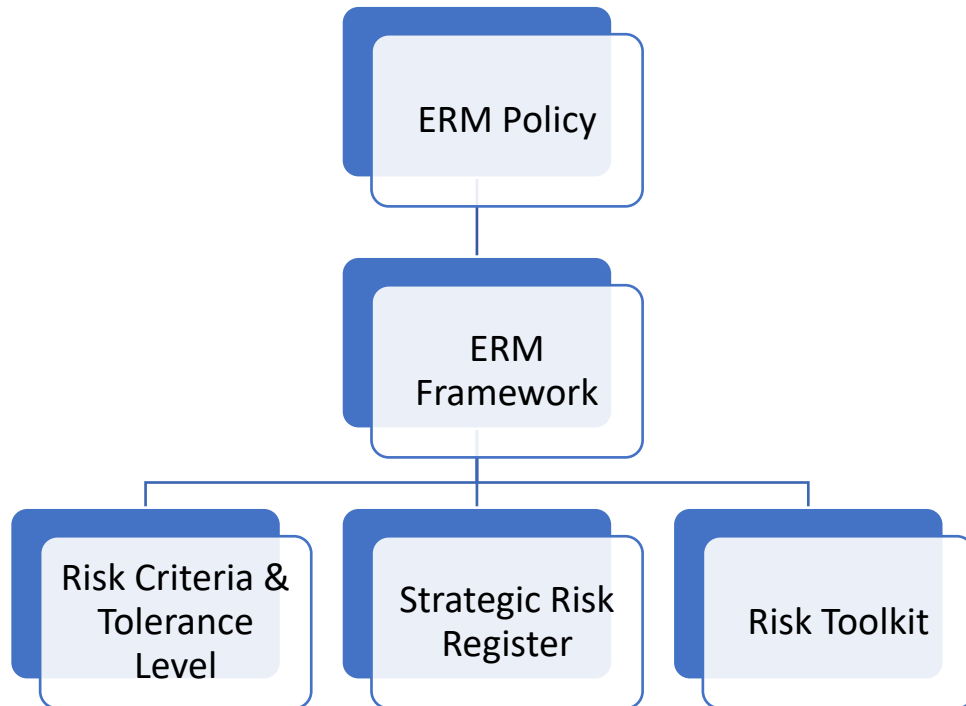 ERM Policy
ERM
Framework
Risk Criteria &
Tolerance
Level
Strategic Risk
Register
Risk Toolkit